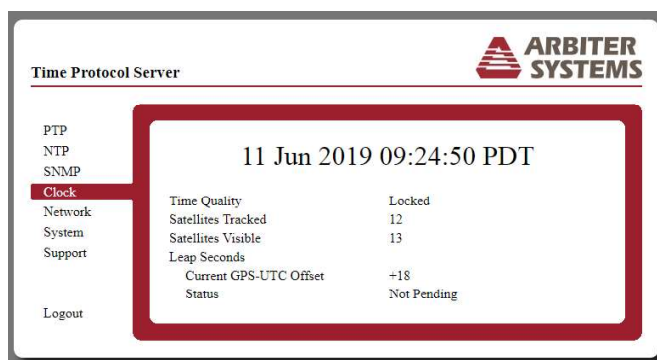 ARBITER
SYSTEMS
Time Protocol Server
PTP
NTP
SNMP
Clock
Network
System
Support
Logout
11 Jun 2019 09:24:50 PDT
Time Quality Locked
Satellites Tracked 12
Satellites Visible 13
Leap Seconds
Current GPS-UTC Offset +18
Status Not Pending